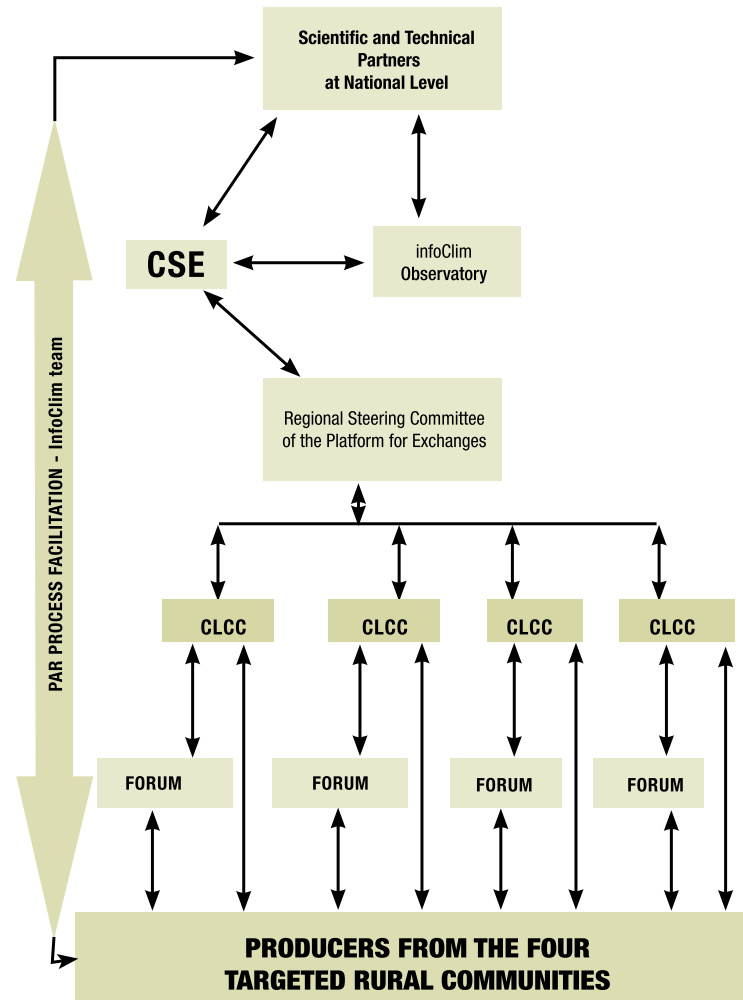 Scientific and Technical
Partners
at National Level
CSE
infoClim
Observatory
PAR PROCESS FACILITATION - InfoClim team
Regional Steering Committee
of the Platform for Exchanges
CLCC
CLCC
CLCC
CLCC
FORUM
FORUM
FORUM
FORUM
PRODUCERS FROM THE FOUR
TARGETED RURAL COMMUNITIES